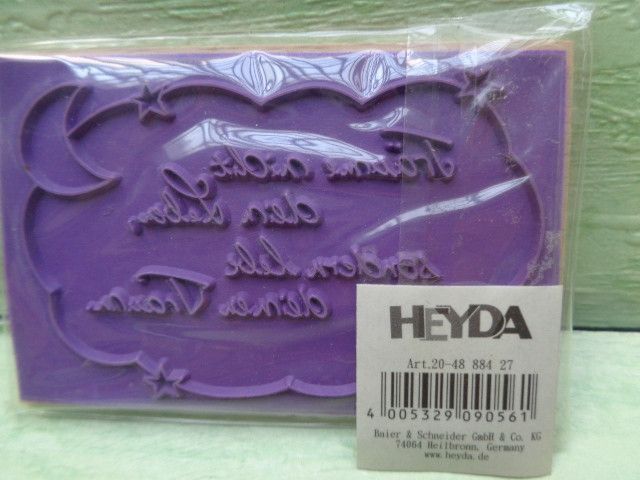 Träume nicht
dein Leben,
sondern lebe
deinen Traum
HEYDA
Art.20-48 884 27
4 005329 090561
Baier & Schneider GmbH & Co. KG
74064 Heilbronn, Germany
www.heyda.de